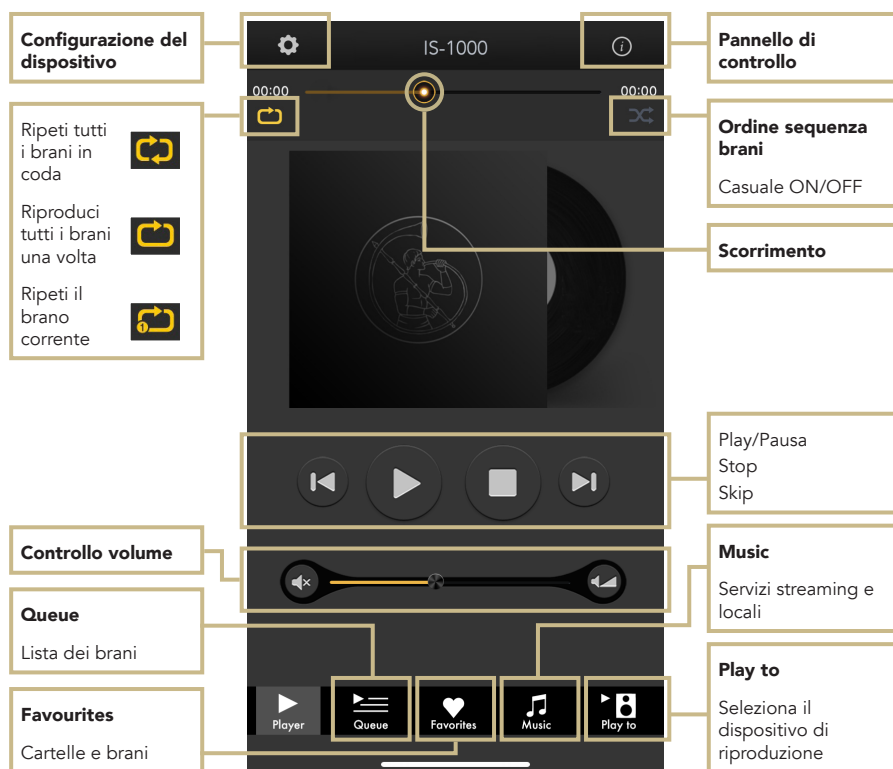 Configurazione del
dispositivo
IS-1000
Pannello di
controllo
00:00
00:00
Ripeti tutti
i brani in
coda
Riproduci
tutti i brani
una volta
Ripeti il
brano
corrente
1
Ordine sequenza
brani
Casuale ON/OFF
Scorrimento
Play/Pausa
Stop
Skip
Controllo volume
Music
Servizi streaming e
locali
Queue
Lista dei brani
Favourites
Cartelle e brani
Player
Queue
Favorites
Music
Play to
Play to
Seleziona il
dispositivo di
riproduzione